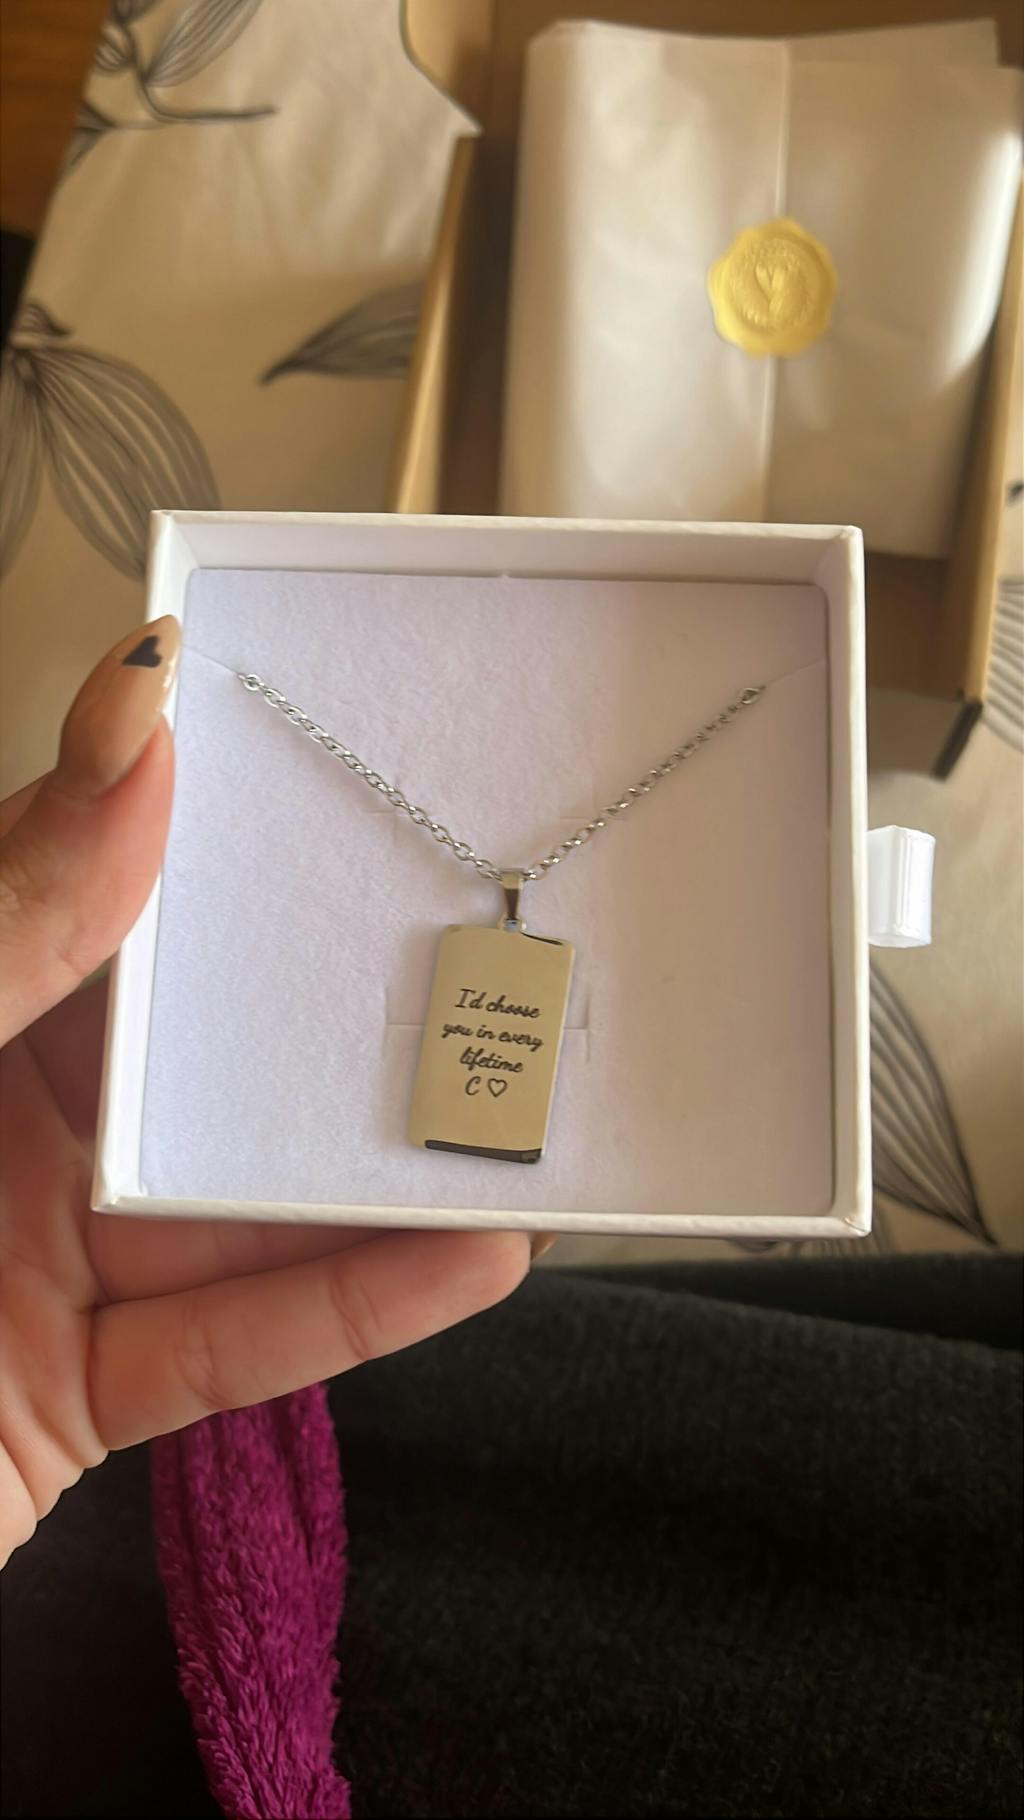 I'd choose
you in every
lifetime
C ♡